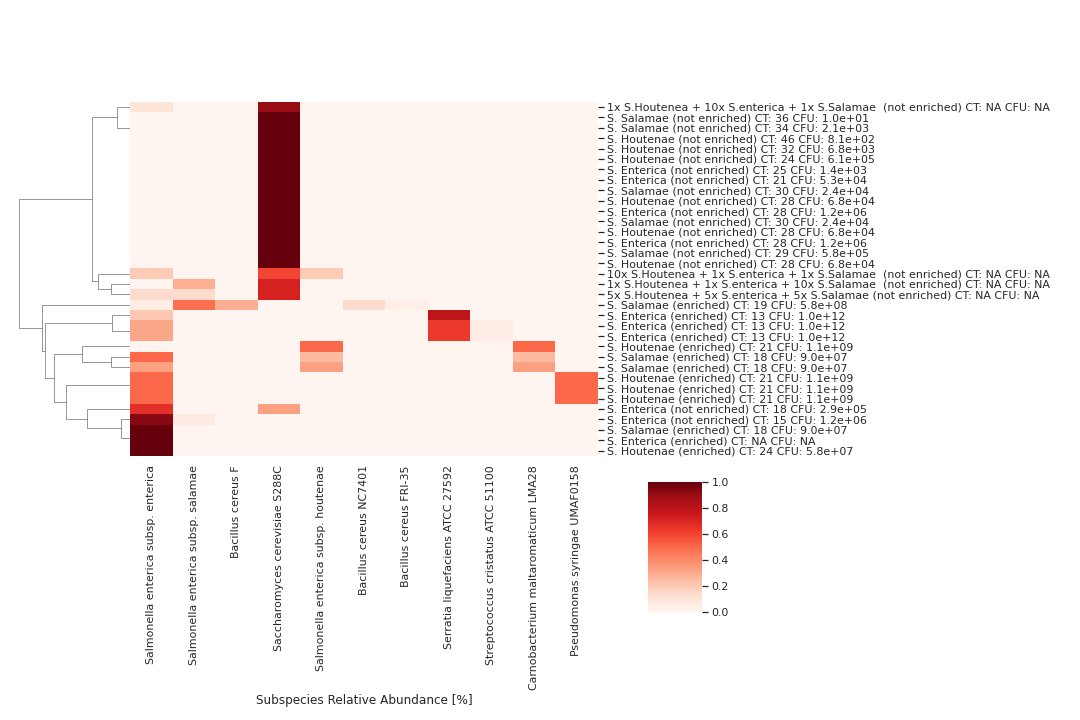 1x S.Houtenea + 10x S.enterica + 1x S.Salamae  (not enriched) CT: NA CFU: NA
S. Salamae (not enriched) CT: 36 CFU: 1.0e+01
S. Salamae (not enriched) CT: 34 CFU: 2.1e+03
S. Houtenae (not enriched) CT: 46 CFU: 8.1e+02
S. Houtenae (not enriched) CT: 32 CFU: 6.8e+03
S. Houtenae (not enriched) CT: 24 CFU: 6.1e+05
S. Enterica (not enriched) CT: 25 CFU: 1.4e+03
S. Enterica (not enriched) CT: 21 CFU: 5.3e+04
S. Salamae (not enriched) CT: 30 CFU: 2.4e+04
S. Houtenae (not enriched) CT: 28 CFU: 6.8e+04
S. Enterica (not enriched) CT: 28 CFU: 1.2e+06
S. Salamae (not enriched) CT: 30 CFU: 2.4e+04
S. Houtenae (not enriched) CT: 28 CFU: 6.8e+04
S. Enterica (not enriched) CT: 28 CFU: 1.2e+06
S. Salamae (not enriched) CT: 29 CFU: 5.8e+05
S. Houtenae (not enriched) CT: 28 CFU: 6.8e+04
10x S.Houtenea + 1x S.enterica + 1x S.Salamae  (not enriched) CT: NA CFU: NA
1x S.Houtenea + 1x S.enterica + 10x S.Salamae  (not enriched) CT: NA CFU: NA
5x S.Houtenea + 5x S.enterica + 5x S.Salamae (not enriched) CT: NA CFU: NA
S. Salamae (enriched) CT: 19 CFU: 5.8e+08
S. Enterica (enriched) CT: 13 CFU: 1.0e+12
S. Enterica (enriched) CT: 13 CFU: 1.0e+12
S. Enterica (enriched) CT: 13 CFU: 1.0e+12
S. Houtenae (enriched) CT: 21 CFU: 1.1e+09
S. Salamae (enriched) CT: 18 CFU: 9.0e+07
S. Salamae (enriched) CT: 18 CFU: 9.0e+07
S. Houtenae (enriched) CT: 21 CFU: 1.1e+09
S. Houtenae (enriched) CT: 21 CFU: 1.1e+09
S. Houtenae (enriched) CT: 21 CFU: 1.1e+09
S. Enterica (not enriched) CT: 18 CFU: 2.9e+05
S. Enterica (not enriched) CT: 15 CFU: 1.2e+06
S. Salamae (enriched) CT: 18 CFU: 9.0e+07
S. Enterica (enriched) CT: NA CFU: NA
S. Houtenae (enriched) CT: 24 CFU: 5.8e+07
Salmonella enterica subsp. enterica
Salmonella enterica subsp. salamae
Bacillus cereus F
Saccharomyces cerevisiae S288C
Salmonella enterica subsp. houtenae
Bacillus cereus NC7401
Bacillus cereus FRI-35
Serratia liquefaciens ATCC 27592
Streptococcus cristatus ATCC 51100
Carnobacterium maltaromaticum LMA28
Pseudomonas syringae UMAF0158
1.0
0.8
0.6
0.4
0.2
0.0
Subspecies Relative Abundance [%]